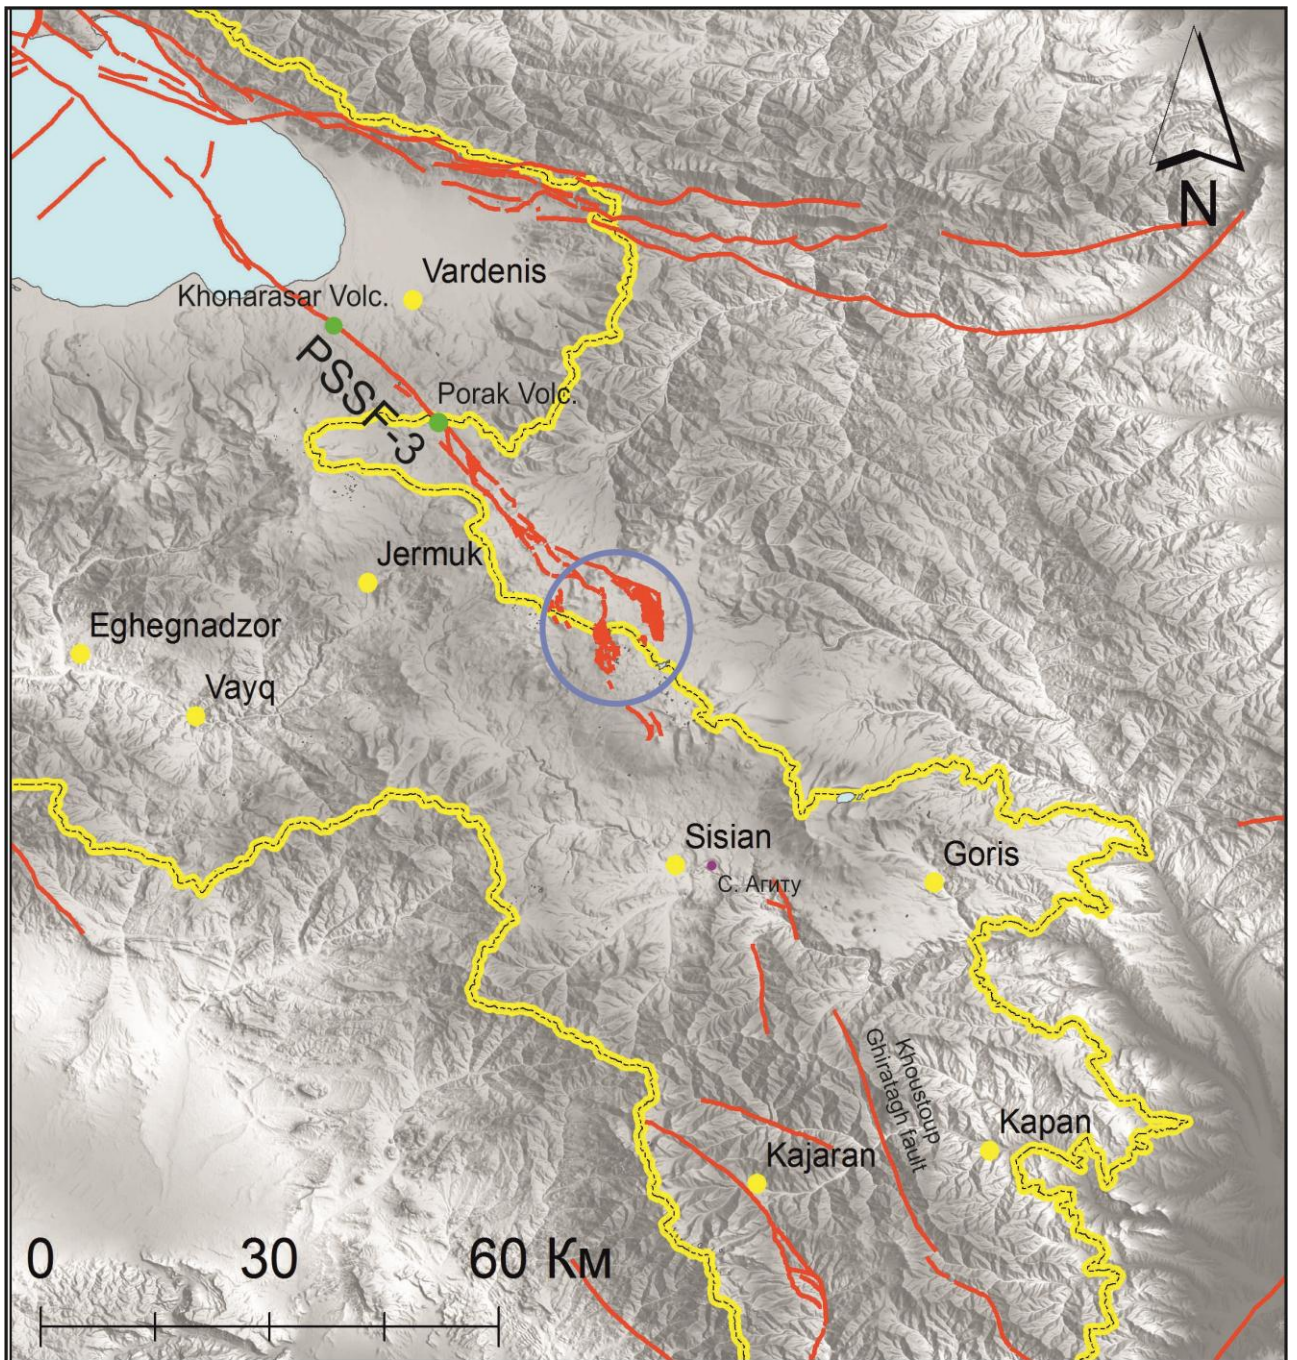 N
Vardenis
Khonarasar Volc.
PSSF-3
Porak Volc.
Jermuk
Eghegnadzor
Vayq
Sisian
С. Агиту
Goris
Khoustoup
Ghiratagh fault
Kapan
Kajaran
0 30 60 Км